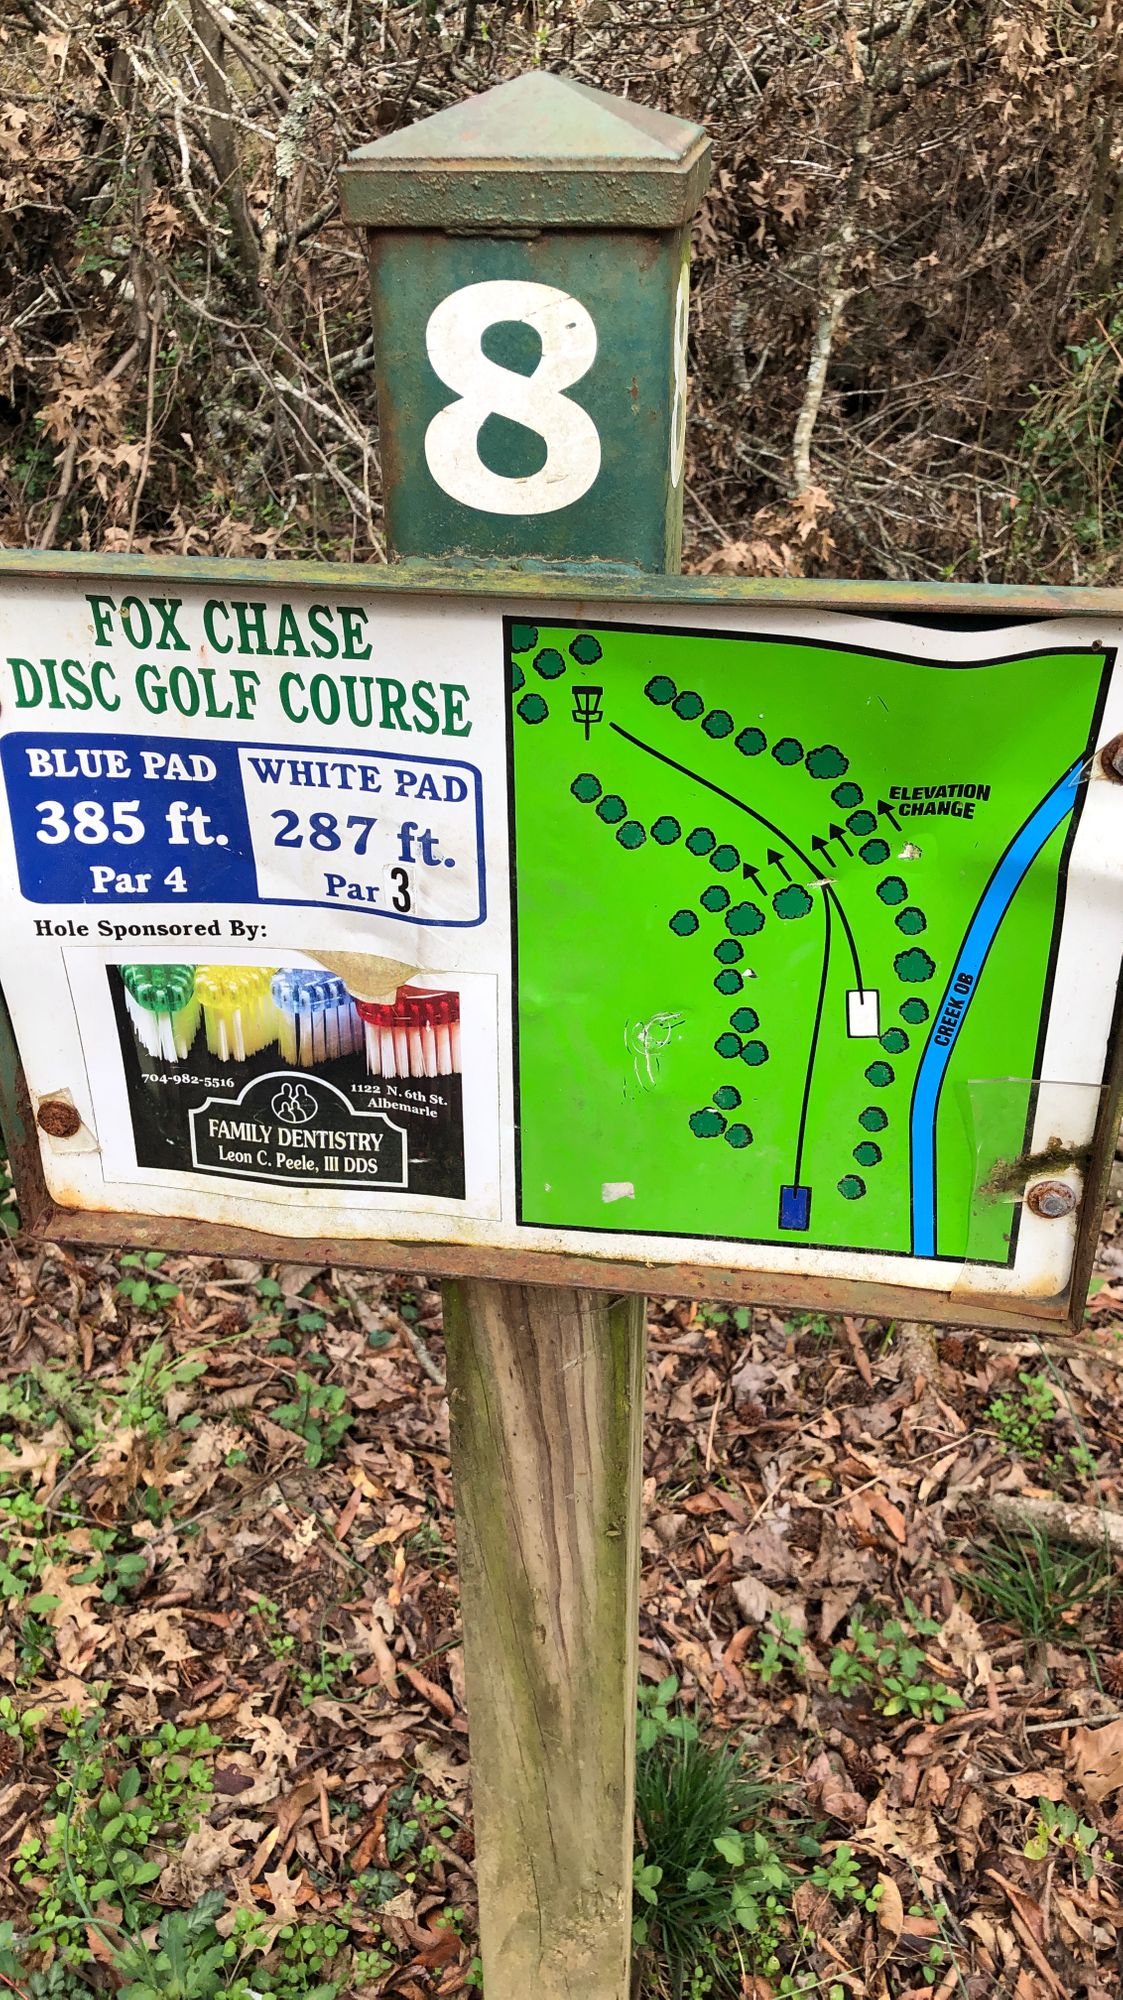 8
FOX CHASE
DISC GOLF COURSE
BLUE PAD
385 ft.
Par 4
WHITE PAD
287 ft.
Par 3
Hole Sponsored By:
704-982-5516
1122 N. 6th St.
Albemarle
FAMILY DENTISTRY
Leon C. Peele, III DDS
ELEVATION
CHANGE
CREEK OB